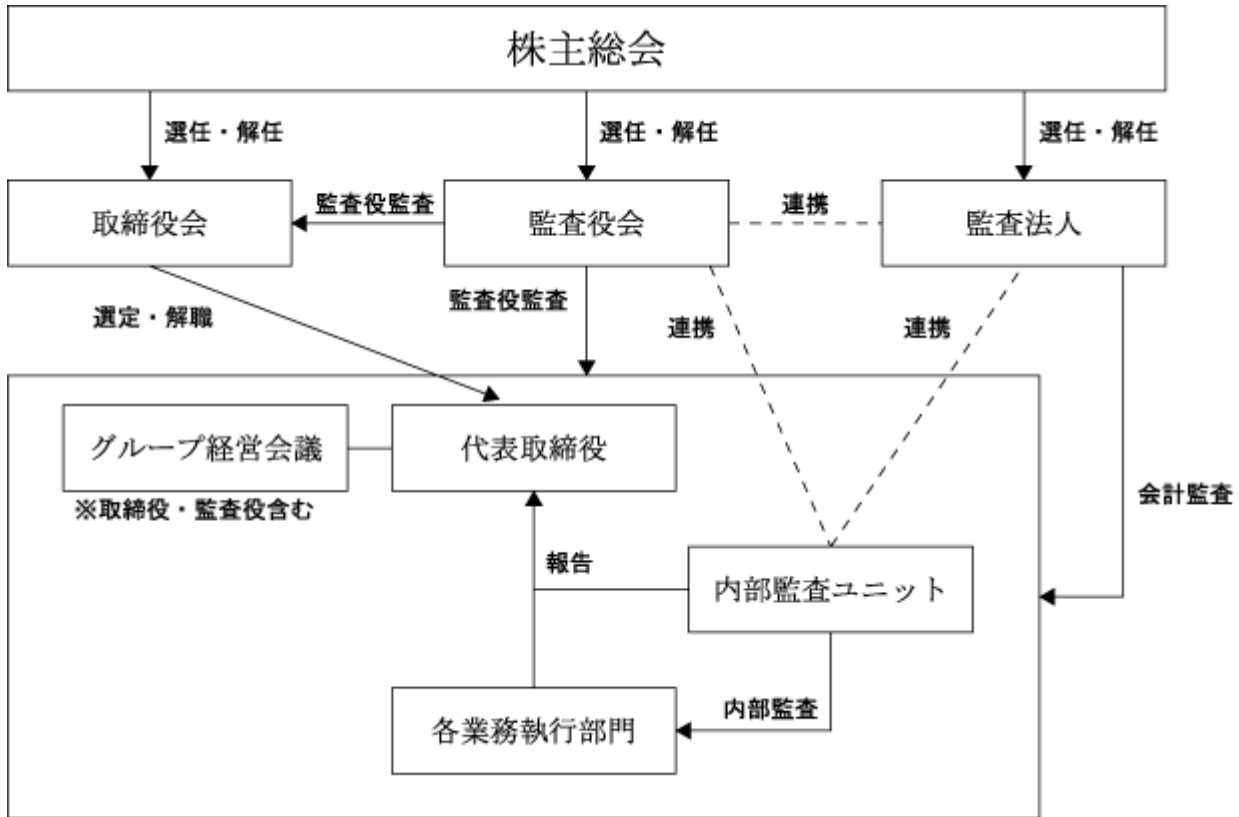 株主総会
選任・解任
選任・解任
選任・解任
取締役会
監査役監査
監査役会
連携
監査法人
選定・解職
監査役監査
連携
連携
グループ経営会議
代表取締役
※取締役・監査役含む
会計監査
報告
内部監査ユニット
各業務執行部門
内部監査